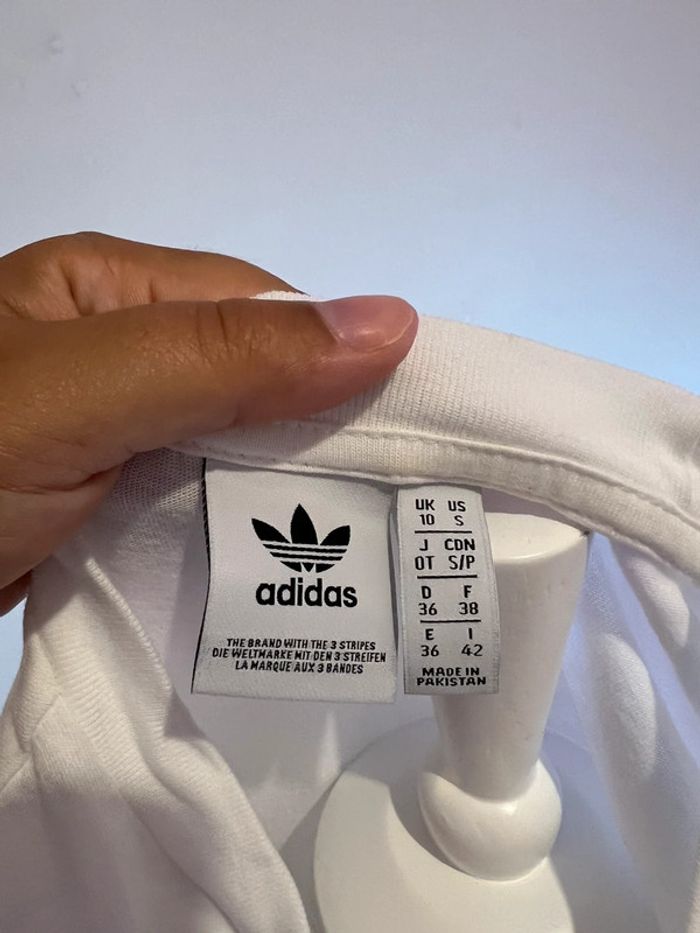 adidas
THE BRAND WITH THE 3 STRIPES
DIE WELTMARKE MIT DEN 3 STREIFEN
LA MARQUE AUX 3 BANDES
UK US
10 S
J CDN
OT S/P
D F
36 38
E I
36 42
MADE IN
PAKISTAN